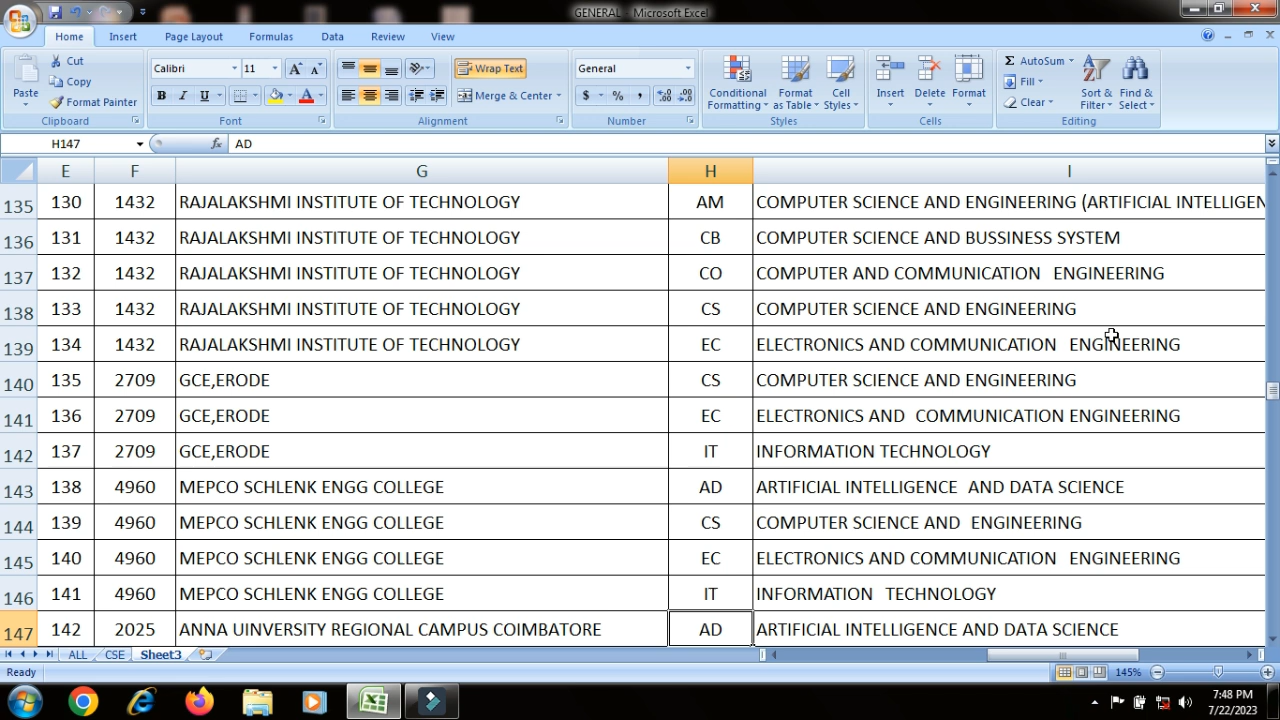 GENERAL - Microsoft Excel
Home Insert Page Layout Formulas Data Review View
Paste Cut Copy Format Painter
Calibri 11 A A Wrap Text General Conditional Formatting Format as Table Cell Styles Insert Delete Format Σ AutoSum Fill Clear Sort & Filter Find & Select
B I U A Merge & Center $ % ,
Clipboard Font Alignment Number Styles Cells Editing
H147 fx AD
E F G H I
135 130 1432 RAJALAKSHMI INSTITUTE OF TECHNOLOGY AM COMPUTER SCIENCE AND ENGINEERING (ARTIFICIAL INTELLIGEN
136 131 1432 RAJALAKSHMI INSTITUTE OF TECHNOLOGY CB COMPUTER SCIENCE AND BUSSINESS SYSTEM
137 132 1432 RAJALAKSHMI INSTITUTE OF TECHNOLOGY CO COMPUTER AND COMMUNICATION ENGINEERING
138 133 1432 RAJALAKSHMI INSTITUTE OF TECHNOLOGY CS COMPUTER SCIENCE AND ENGINEERING
139 134 1432 RAJALAKSHMI INSTITUTE OF TECHNOLOGY EC ELECTRONICS AND COMMUNICATION ENGINEERING
140 135 2709 GCE,ERODE CS COMPUTER SCIENCE AND ENGINEERING
141 136 2709 GCE,ERODE EC ELECTRONICS AND COMMUNICATION ENGINEERING
142 137 2709 GCE,ERODE IT INFORMATION TECHNOLOGY
143 138 4960 MEPCO SCHLENK ENGG COLLEGE AD ARTIFICIAL INTELLIGENCE AND DATA SCIENCE
144 139 4960 MEPCO SCHLENK ENGG COLLEGE CS COMPUTER SCIENCE AND ENGINEERING
145 140 4960 MEPCO SCHLENK ENGG COLLEGE EC ELECTRONICS AND COMMUNICATION ENGINEERING
146 141 4960 MEPCO SCHLENK ENGG COLLEGE IT INFORMATION TECHNOLOGY
147 142 2025 ANNA UINVERSITY REGIONAL CAMPUS COIMBATORE AD ARTIFICIAL INTELLIGENCE AND DATA SCIENCE
ALL CSE Sheet3
Ready 145%
7:48 PM
7/22/2023